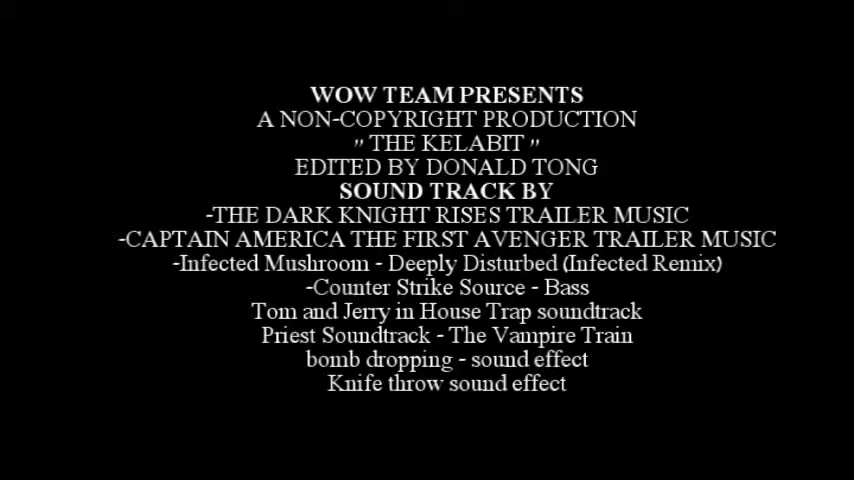 WOW TEAM PRESENTS
A NON-COPYRIGHT PRODUCTION
" THE KELABIT "
EDITED BY DONALD TONG
SOUND TRACK BY
-THE DARK KNIGHT RISES TRAILER MUSIC
-CAPTAIN AMERICA THE FIRST AVENGER TRAILER MUSIC
-Infected Mushroom - Deeply Disturbed (Infected Remix)
-Counter Strike Source - Bass
Tom and Jerry in House Trap soundtrack
Priest Soundtrack - The Vampire Train
bomb dropping - sound effect
Knife throw sound effect